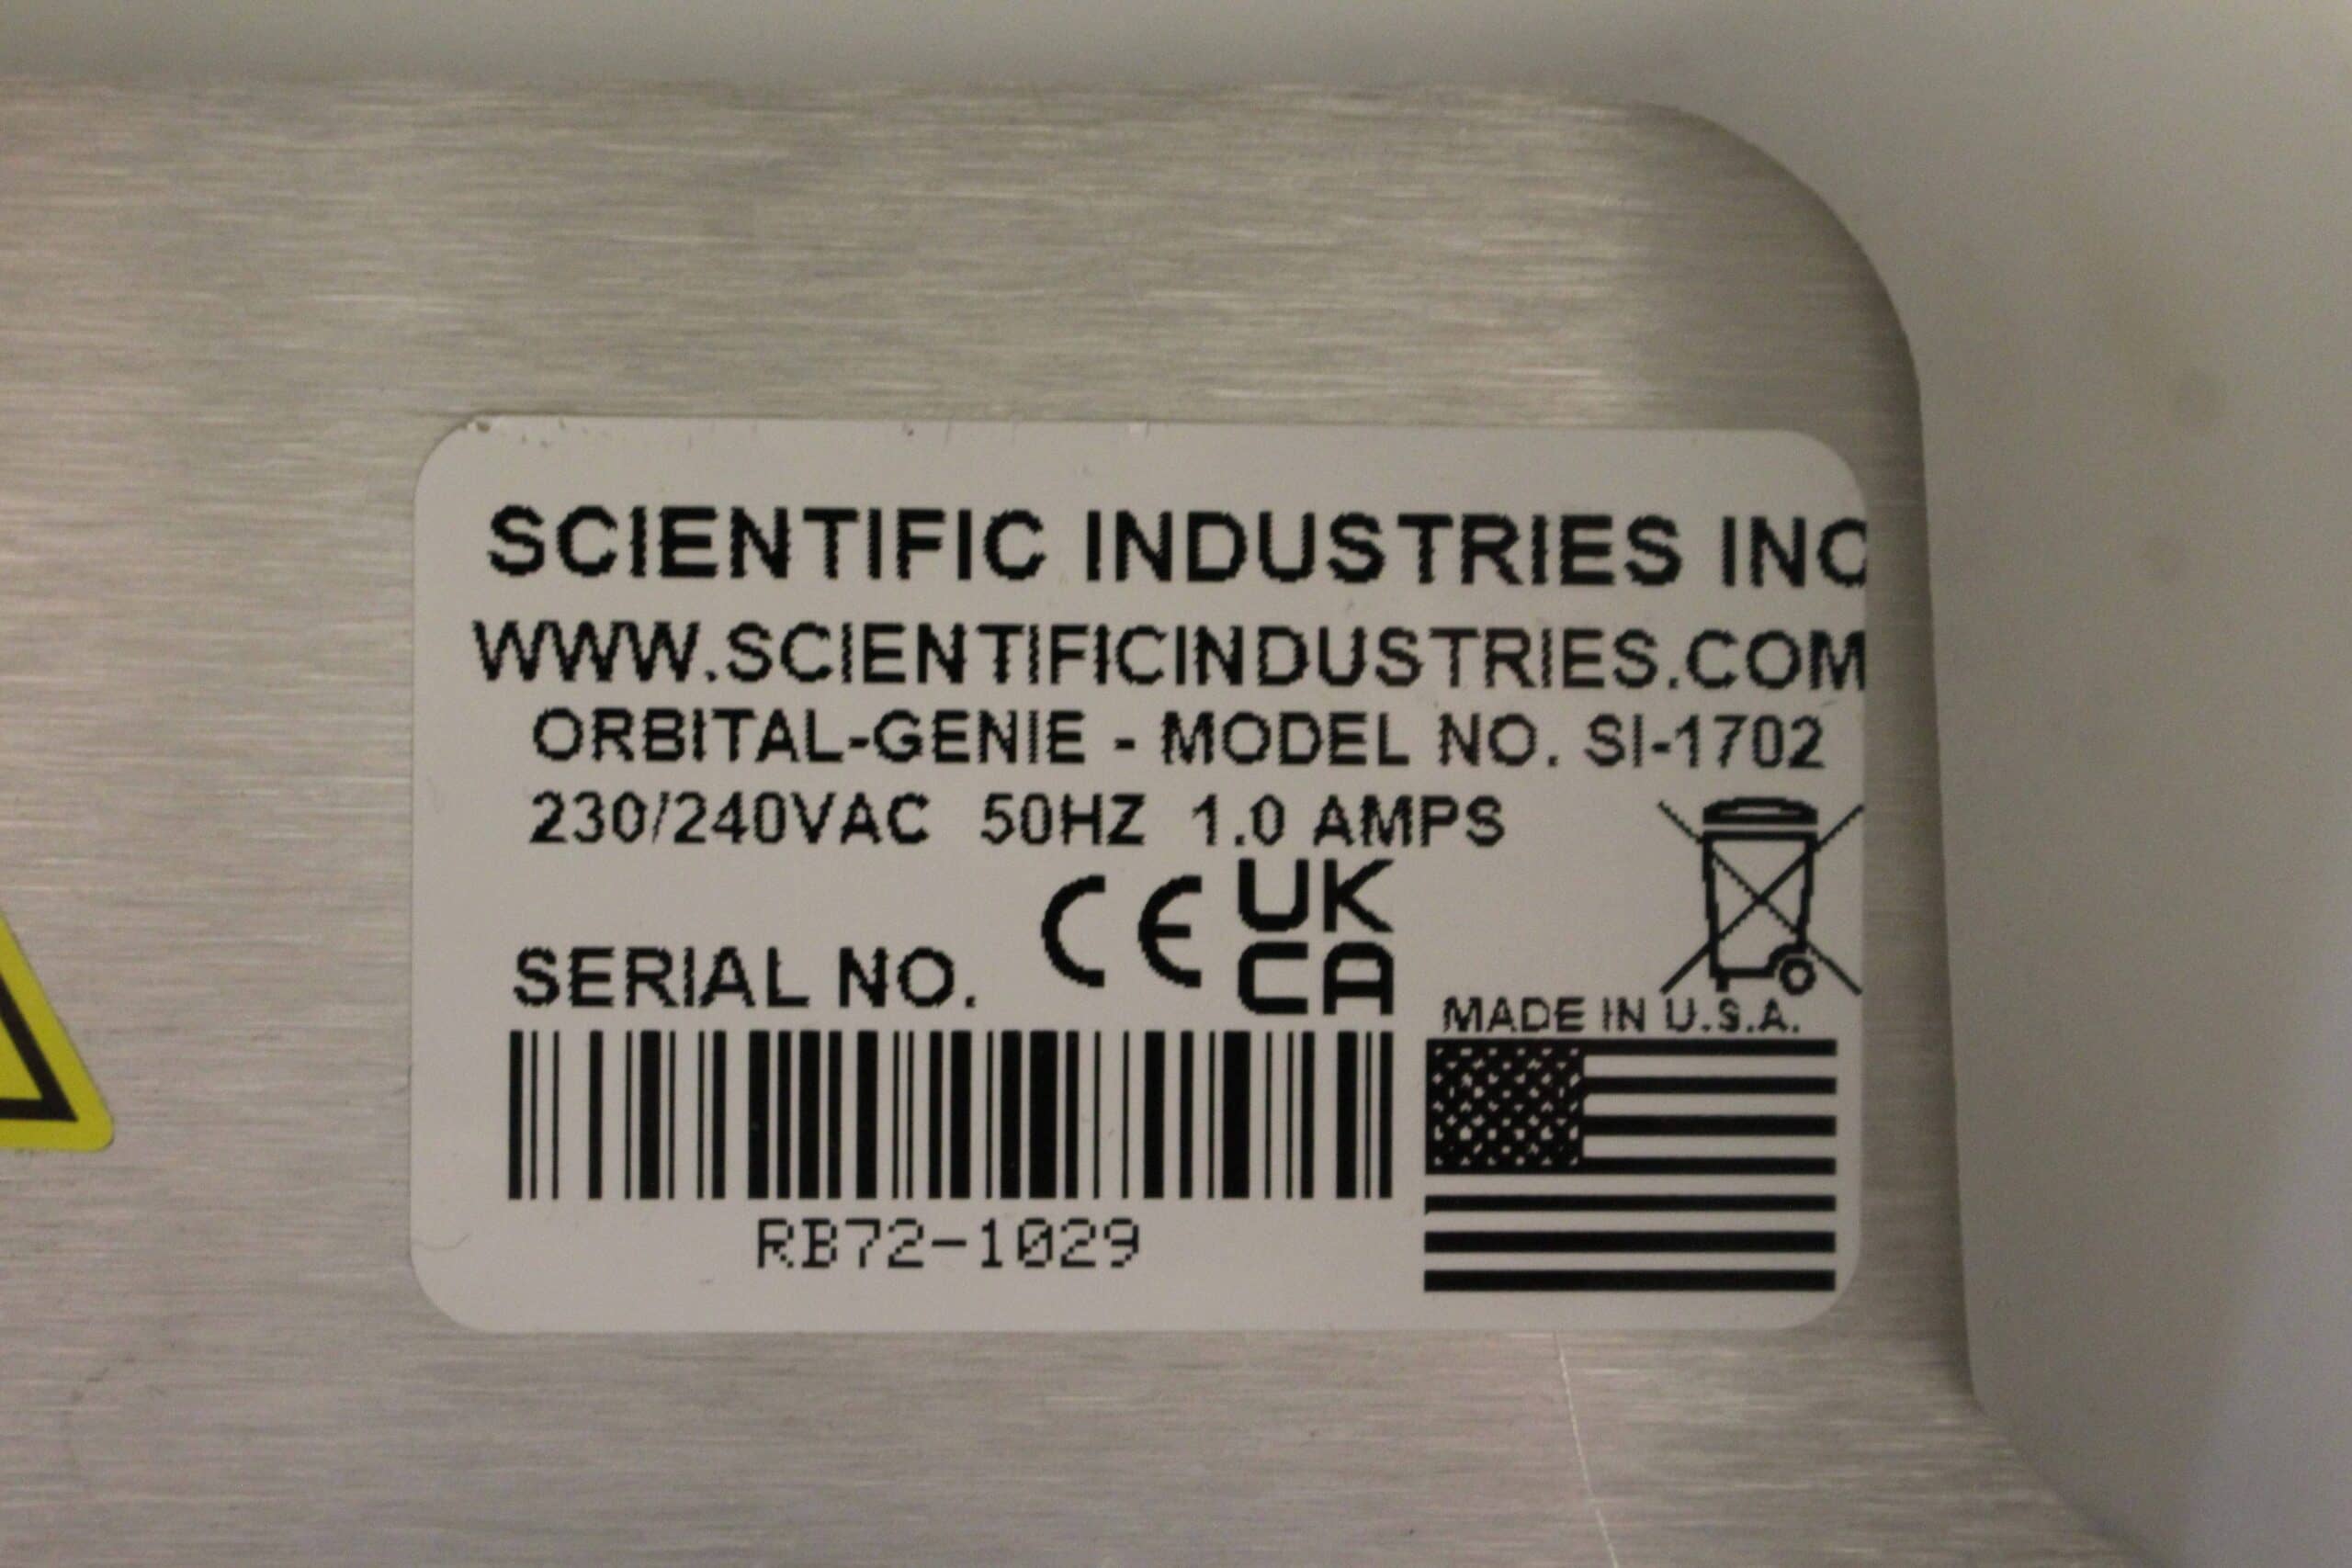 SCIENTIFIC INDUSTRIES INC
WWW.SCIENTIFICINDUSTRIES.COM
ORBITAL-GENIE - MODEL NO. SI-1702
230/240VAC 50HZ 1.0 AMPS
CE UK CA
SERIAL NO.
MADE IN U.S.A.
RB72-1029